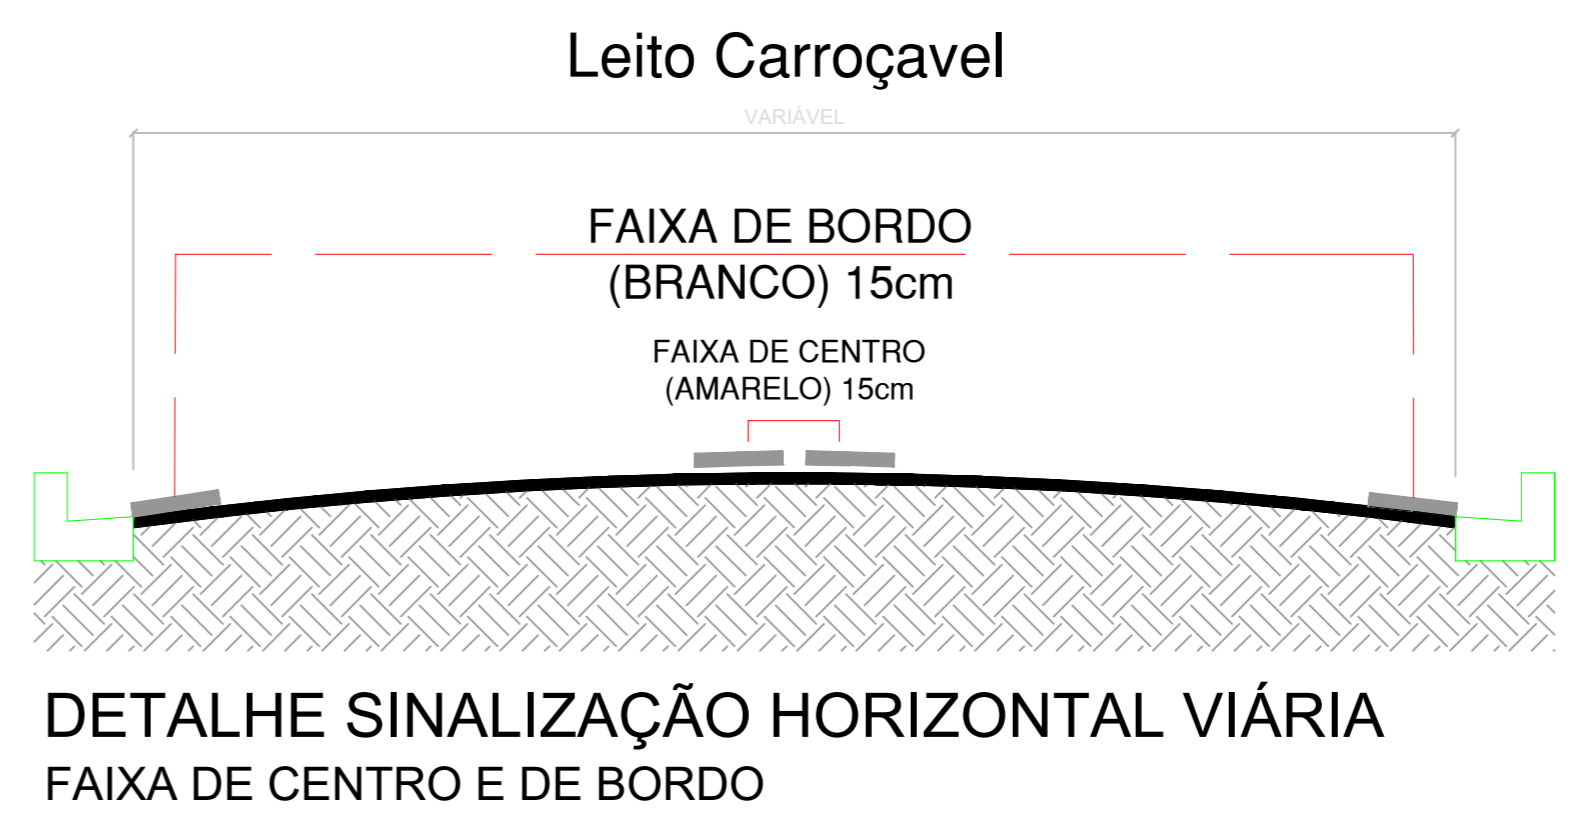 Leito Carroçavel
VARIÁVEL
FAIXA DE BORDO
(BRANCO) 15cm
FAIXA DE CENTRO
(AMARELO) 15cm
DETALHE SINALIZAÇÃO HORIZONTAL VIÁRIA
FAIXA DE CENTRO E DE BORDO